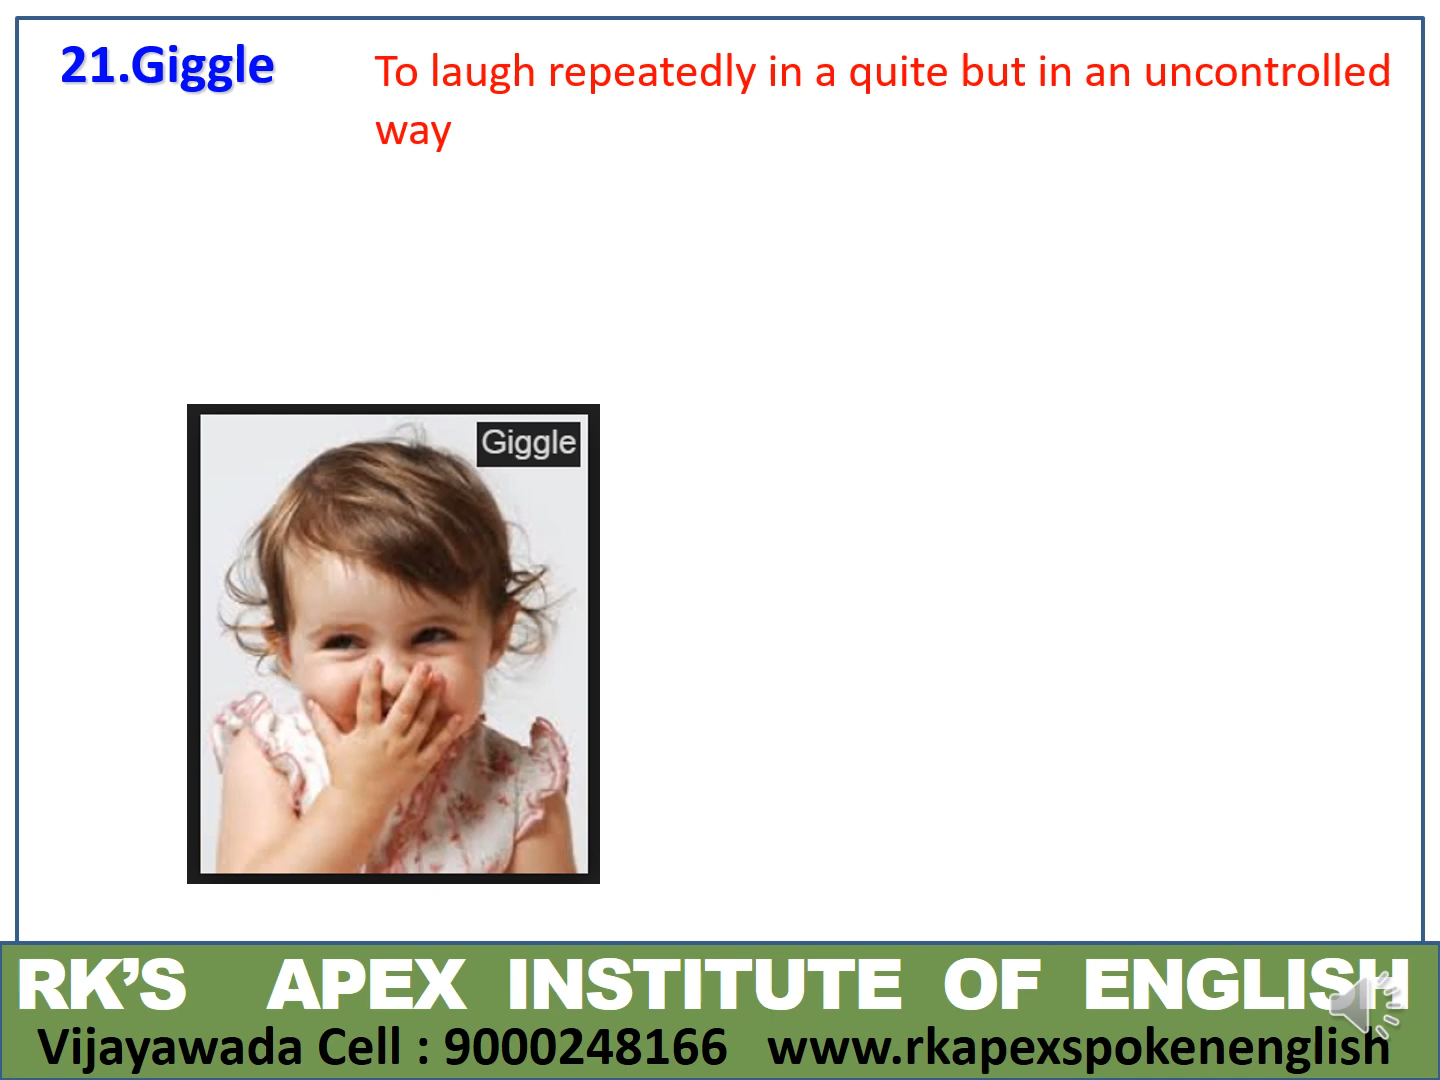 21.Giggle
To laugh repeatedly in a quite but in an uncontrolled
way
Giggle
RK’S APEX INSTITUTE OF ENGLISH
Vijayawada Cell : 9000248166 www.rkapexspokenenglish